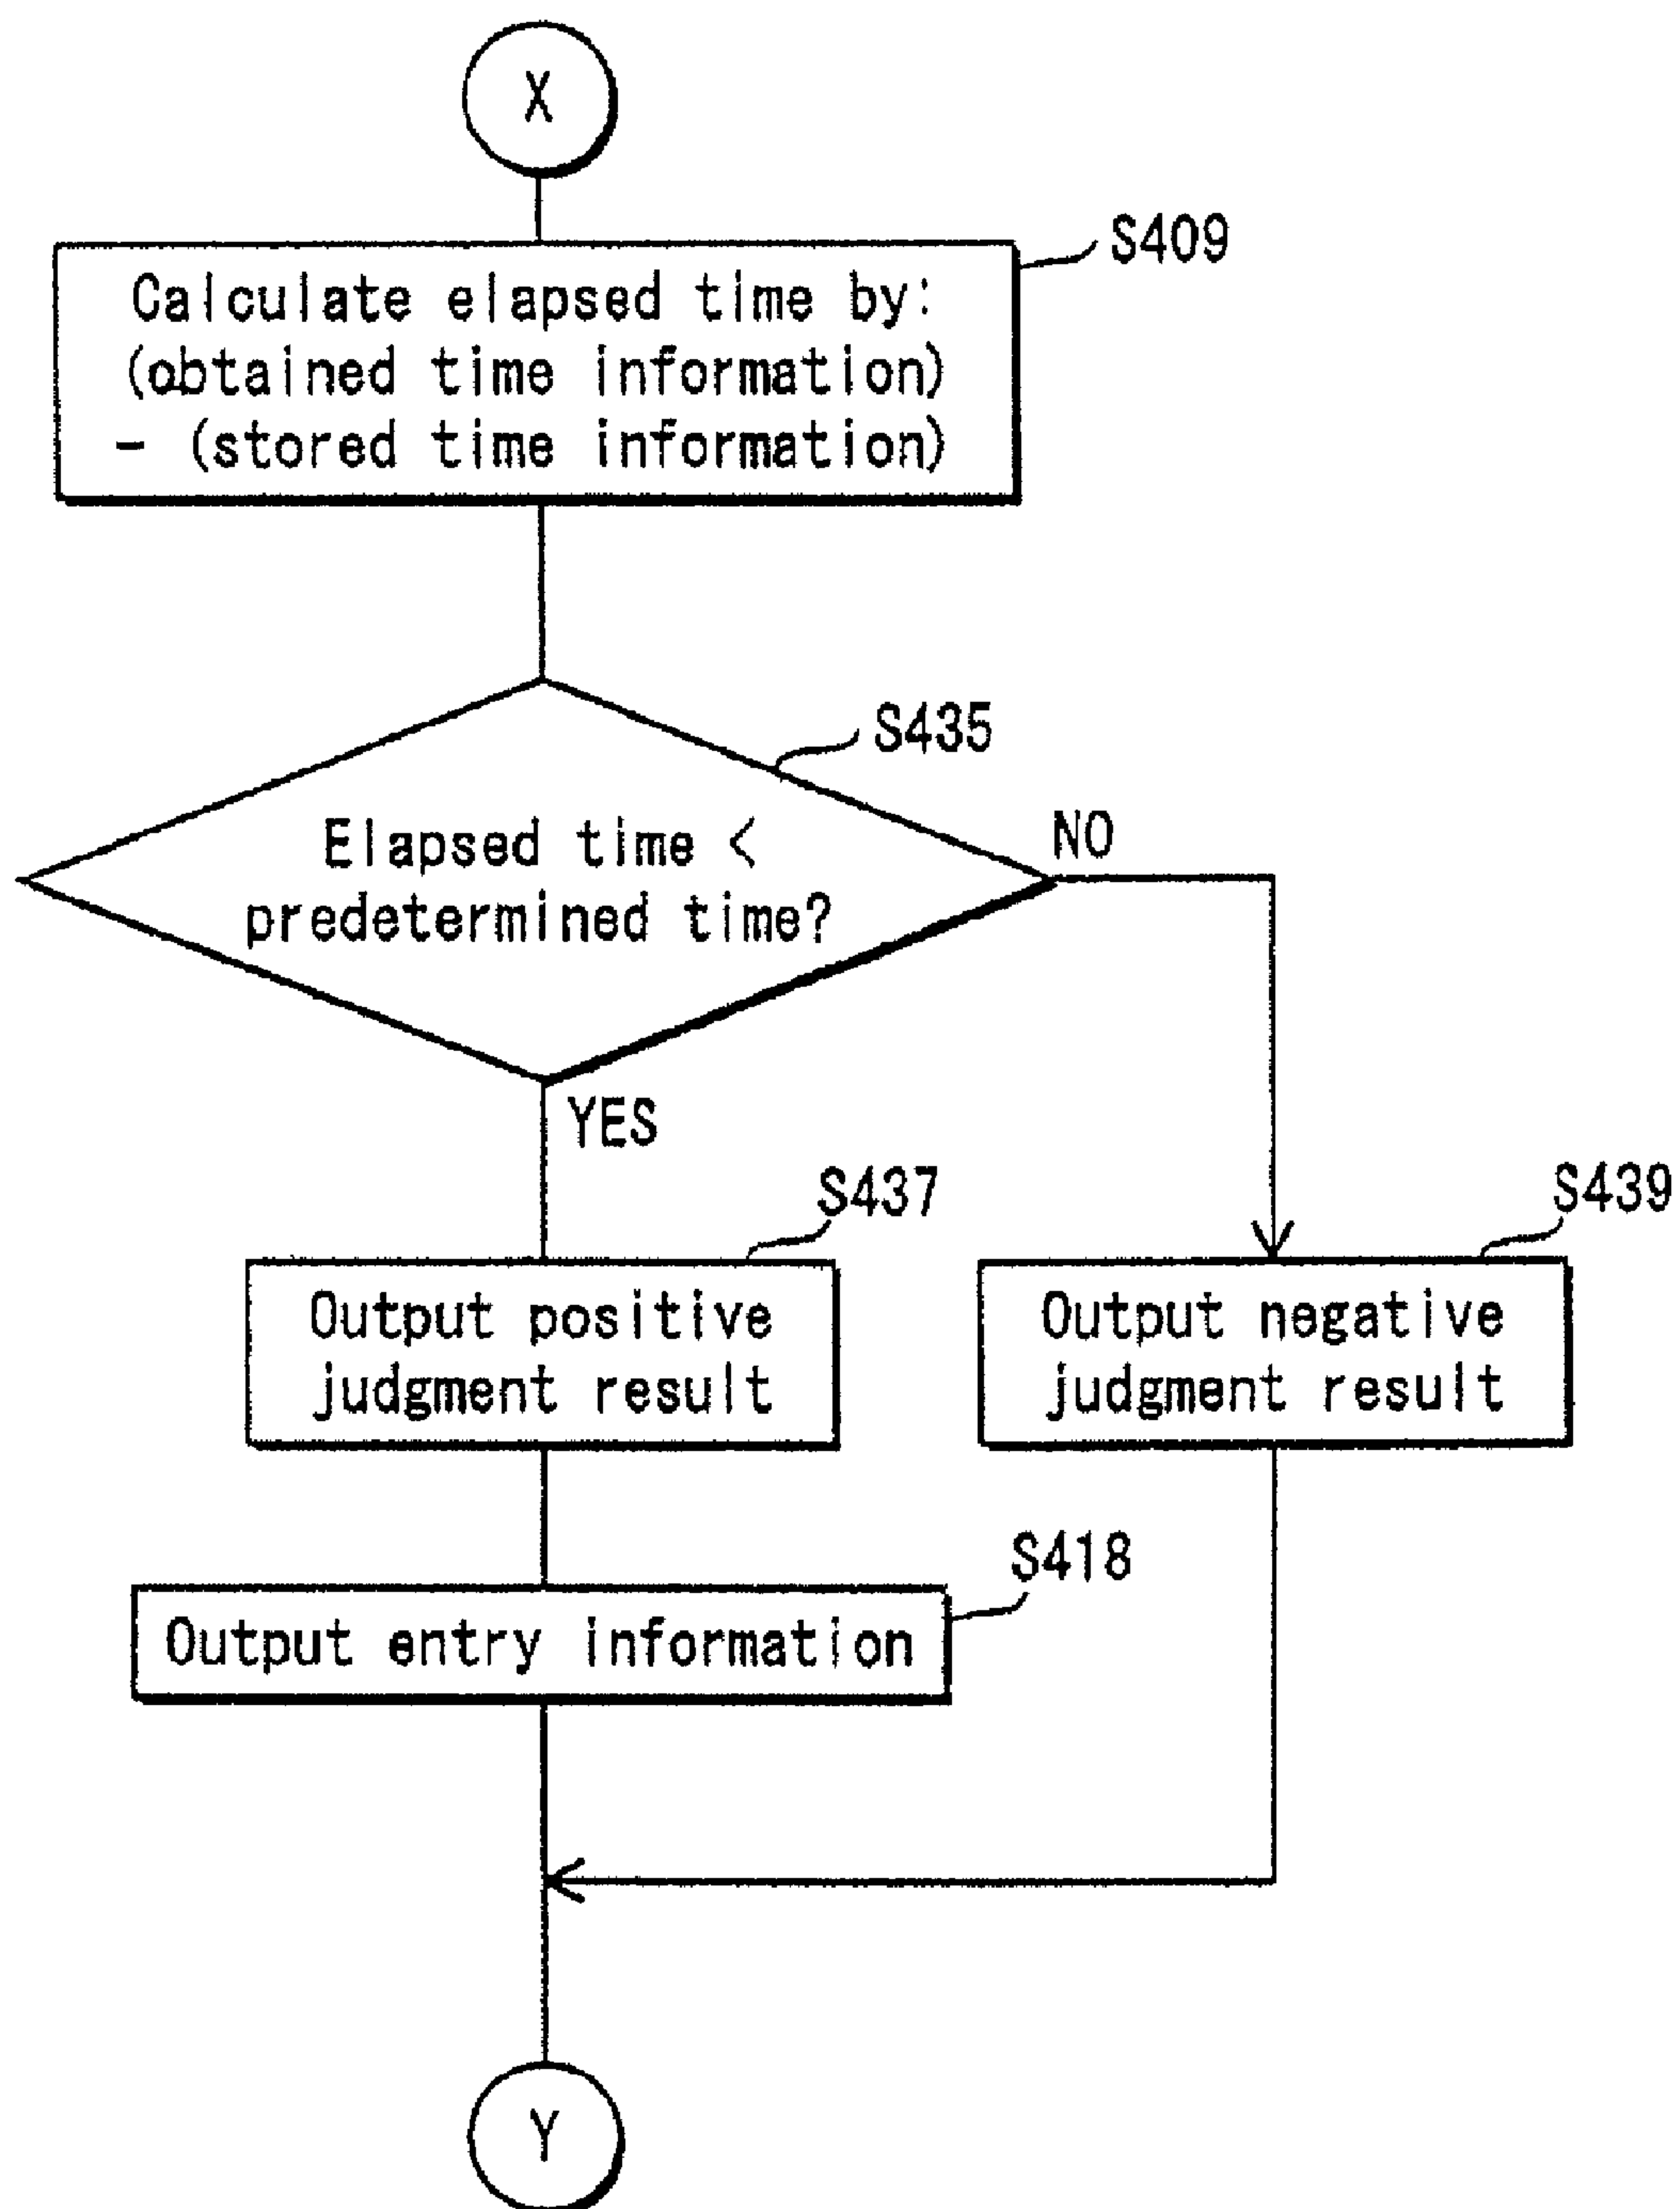 X
S409
Calculate elapsed time by:
(obtained time information)
- (stored time information)
S435
Elapsed time <
predetermined time?
NO
YES
S437
Output positive
judgment result
S439
Output negative
judgment result
S418
Output entry information
Y